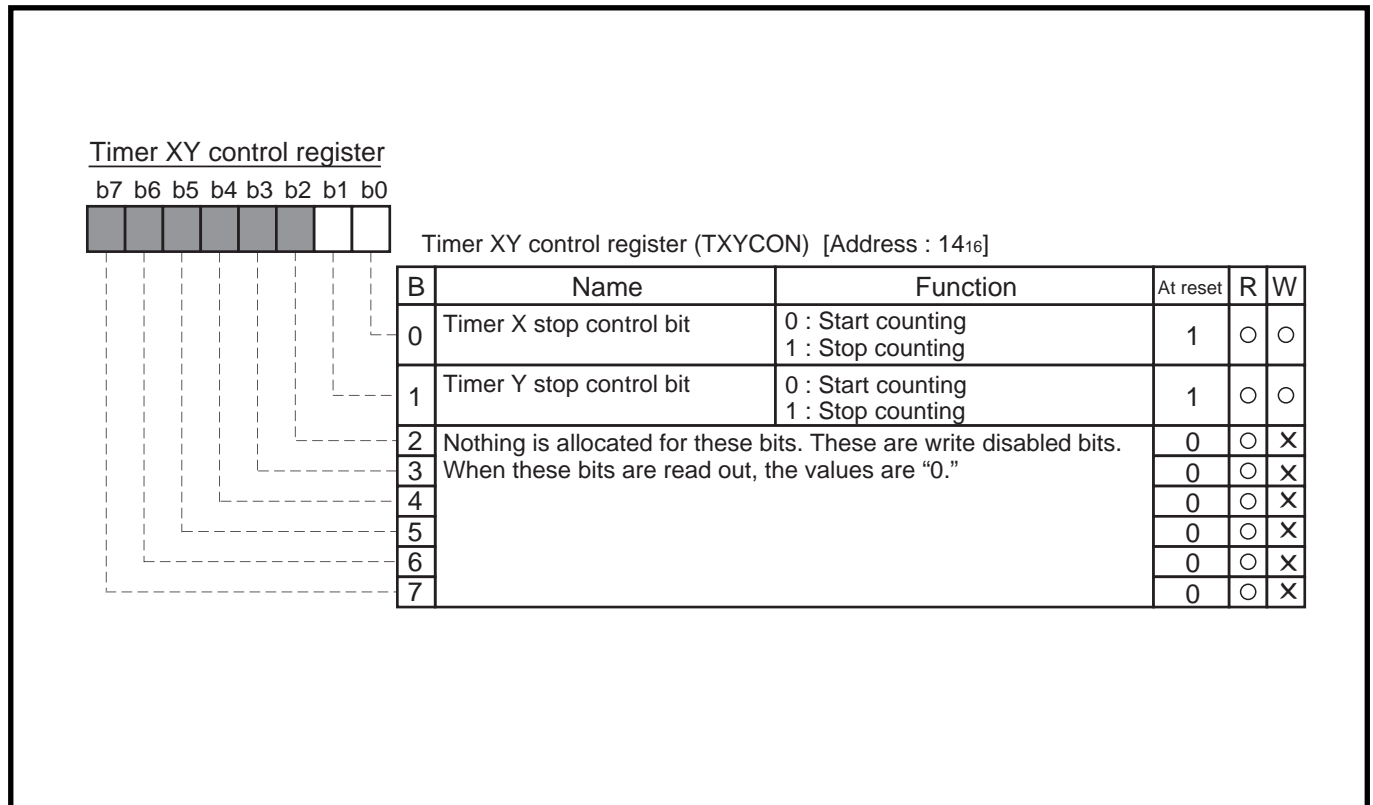 Timer XY control register
b7 b6 b5 b4 b3 b2 b1 b0
Timer XY control register (TXYCON) [Address : 14₁₆]
B Name Function At reset R W
0 Timer X stop control bit 0 : Start counting 1 ○ ○
1 : Stop counting
1 Timer Y stop control bit 0 : Start counting 1 ○ ○
1 : Stop counting
2 Nothing is allocated for these bits. These are write disabled bits. 0 ○ ×
3 When these bits are read out, the values are “0.” 0 ○ ×
4 0 ○ ×
5 0 ○ ×
6 0 ○ ×
7 0 ○ ×